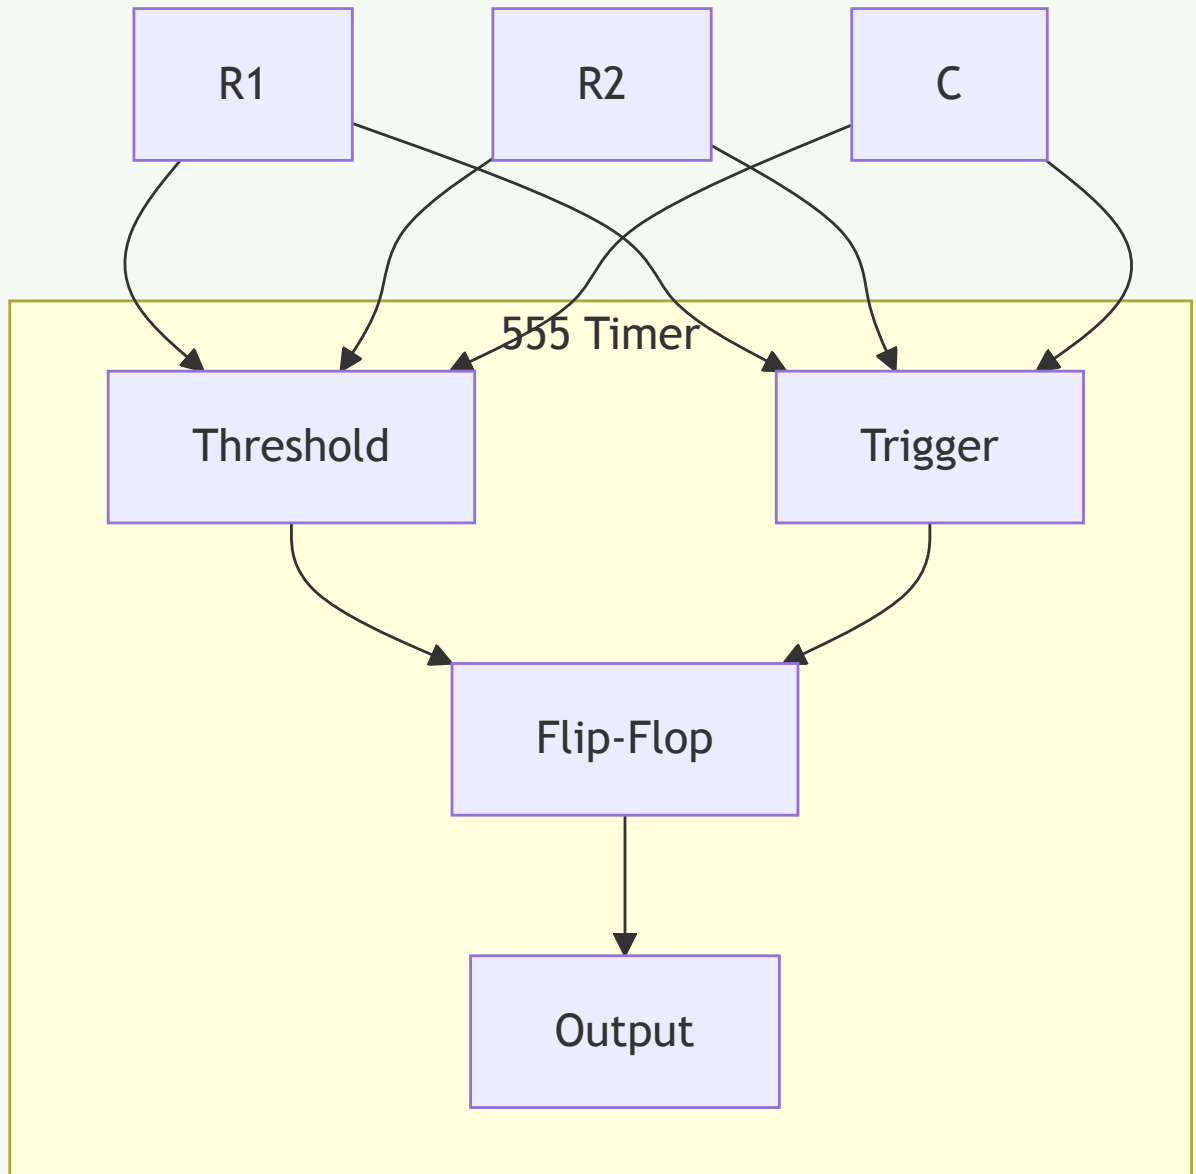 R1
R2
C
555 Timer
Threshold
Trigger
Flip-Flop
Output